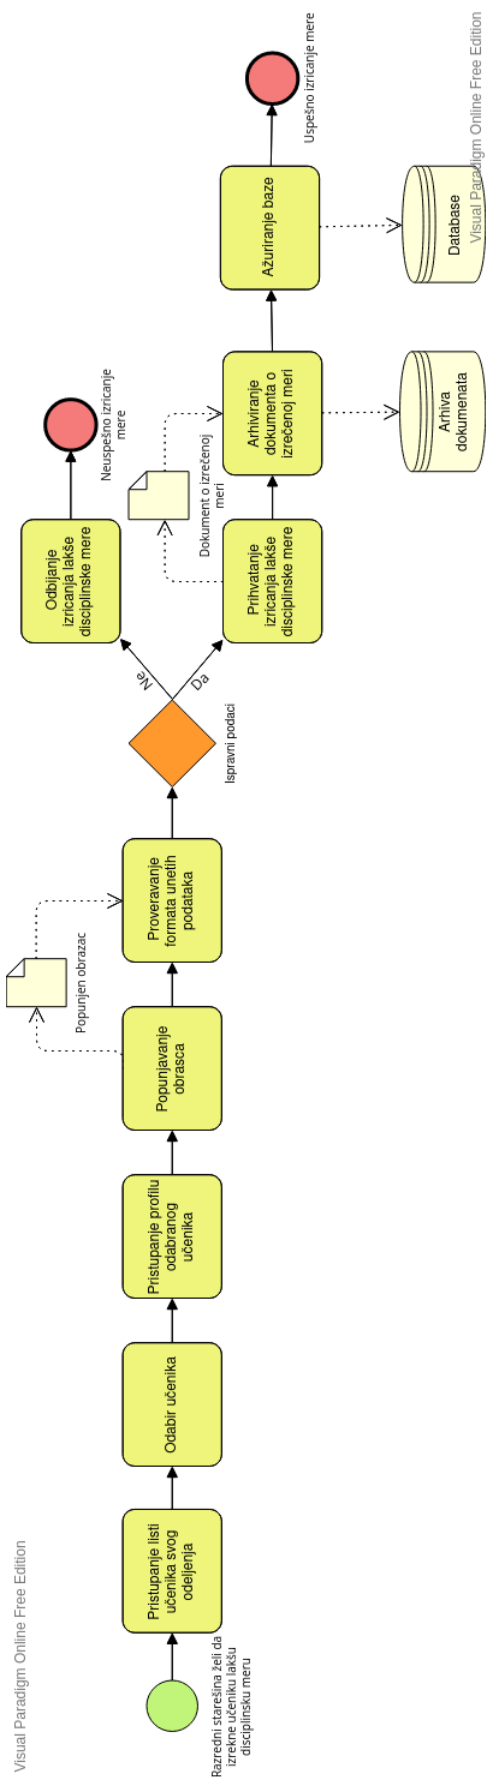 Visual Paradigm Online Free Edition
Razredni starešina želi da
izrekne učeniku lakšu
disciplinsku meru
Pristupanje listi
učenika svog
odeljenja
Odabir učenika
Pristupanje profilu
odabranog
učenika
Popunjavanje
obrasca
Popunjen obrazac
Proveravanje
formata unetih
podataka
Ispravni podaci
Ne
Da
Odbijanje
izricanja lakše
disciplinske mere
Neuspešno izricanje
mere
Prihvatanje
izricanja lakše
disciplinske mere
Dokument o izrečenoj
meri
Arhiviranje
dokumenta o
izrečenoj meri
Arhiva
dokumenata
Ažuriranje baze
Database
Uspešno izricanje mere
Visual Paradigm Online Free Edition